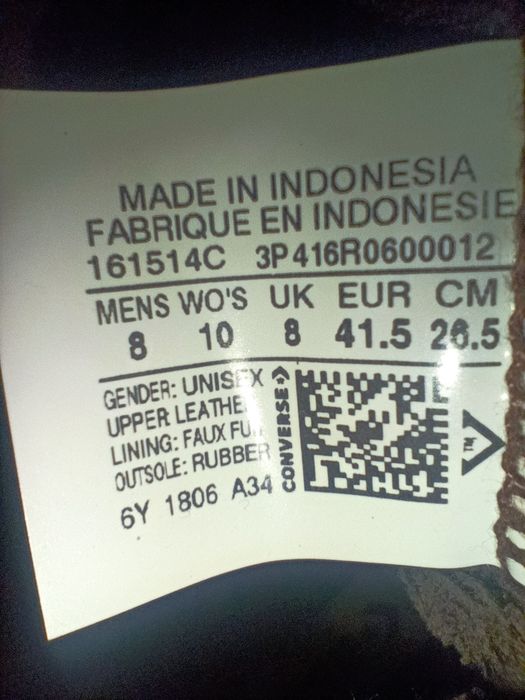 MADE IN INDONESIA
FABRIQUE EN INDONESIE
161514C 3P416R0600012
MENS WO'S UK EUR CM
8 10 8 41.5 26.5
GENDER: UNISEX
UPPER LEATHE
LINING: FAUX FU
OUTSOLE: RUBBER
6Y 1806 A34
CONVERSE
TM